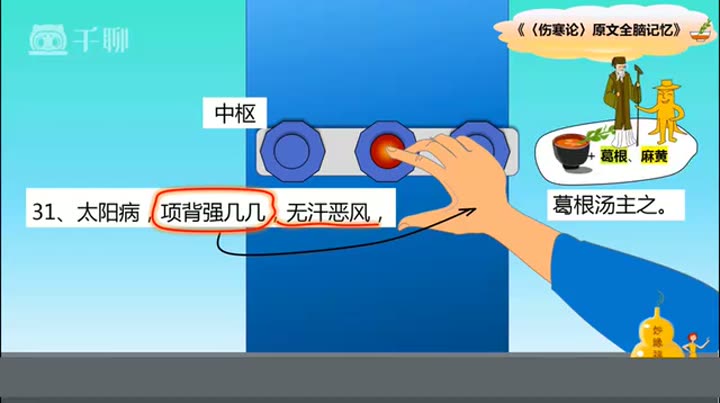 千聊
《〈伤寒论〉原文全脑记忆》
中枢
+ 葛根、麻黄
31、太阳病，项背强几几，无汗恶风，
葛根汤主之。